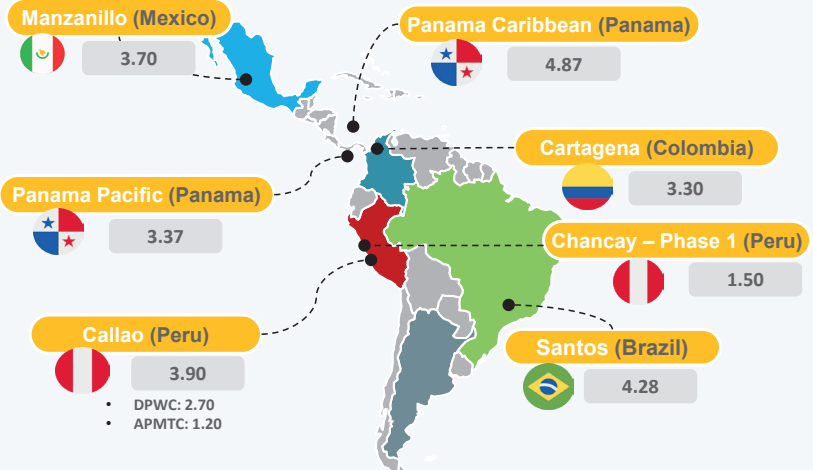 Manzanillo (Mexico)
3.70
Panama Caribbean (Panama)
4.87
Cartagena (Colombia)
3.30
Panama Pacific (Panama)
3.37
Chancay – Phase 1 (Peru)
1.50
Callao (Peru)
3.90
• DPWC: 2.70
• APMTC: 1.20
Santos (Brazil)
4.28